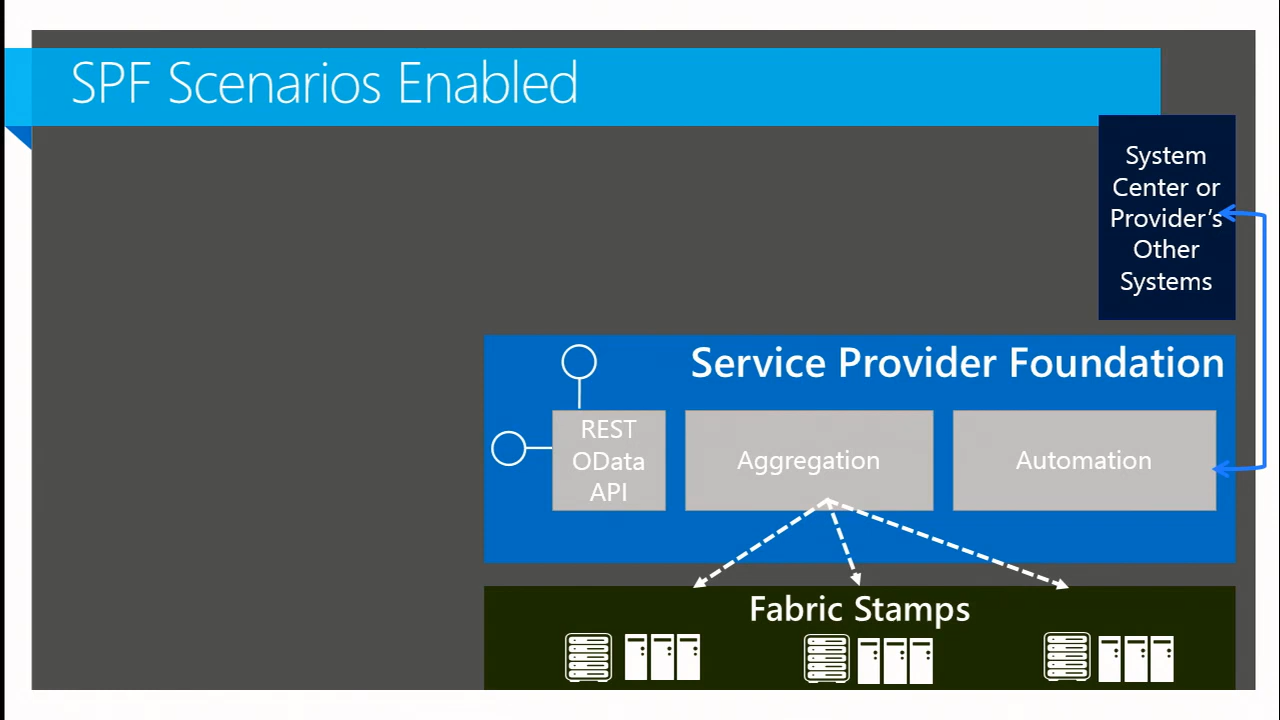 SPF Scenarios Enabled
System
Center or
Provider's
Other
Systems
Service Provider Foundation
REST
OData
API
Aggregation
Automation
Fabric Stamps